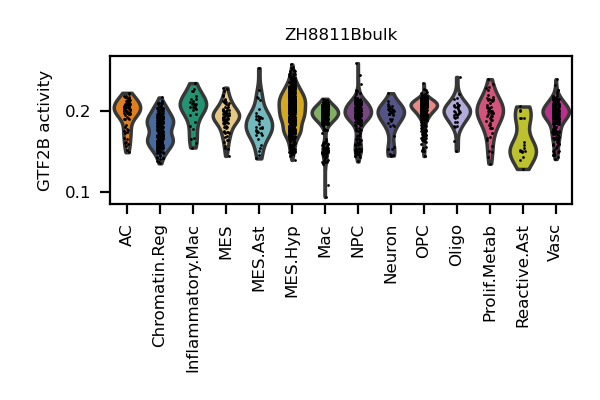 ZH8811Bbulk
GTF2B activity
0.2
0.1
AC
Chromatin.Reg
Inflammatory.Mac
MES
MES.Ast
MES.Hyp
Mac
NPC
Neuron
OPC
Oligo
Prolif.Metab
Reactive.Ast
Vasc